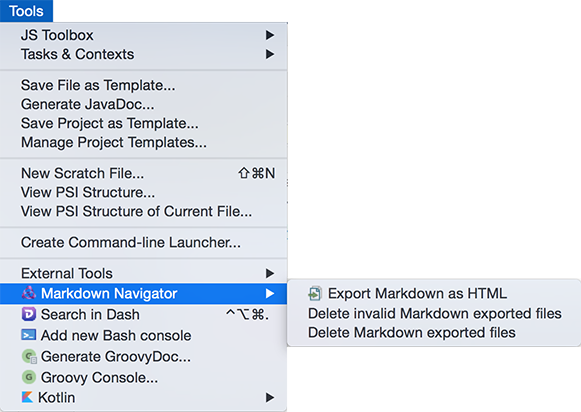 Tools
JS Toolbox ▶
Tasks & Contexts ▶
Save File as Template...
Generate JavaDoc...
Save Project as Template...
Manage Project Templates...
New Scratch File... ⇧⌘N
View PSI Structure...
View PSI Structure of Current File...
Create Command-line Launcher...
External Tools ▶
Markdown Navigator ▶
Export Markdown as HTML
Delete invalid Markdown exported files
Delete Markdown exported files
Search in Dash ^⌥⌘.
Add new Bash console
Generate GroovyDoc...
Groovy Console...
Kotlin ▶